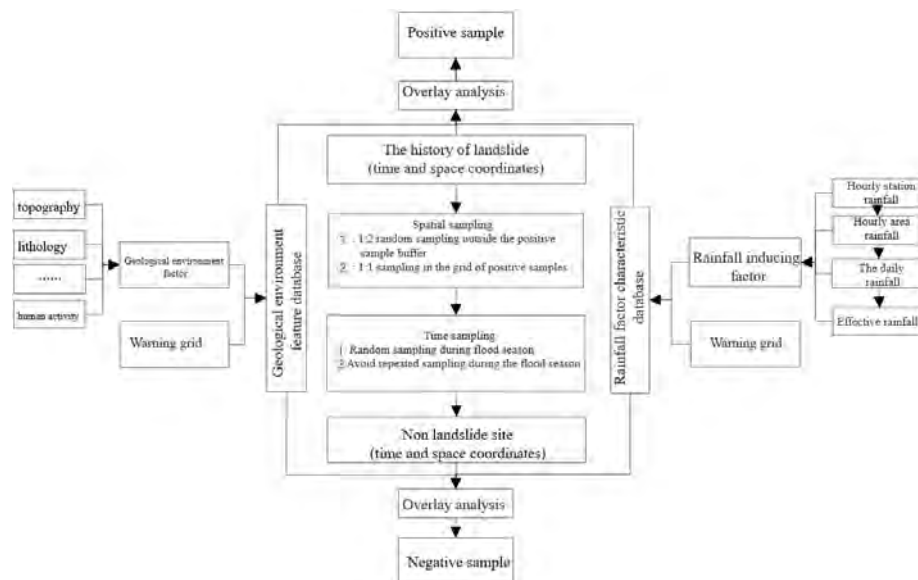 Positive sample
Overlay analysis
The history of landslide
(time and space coordinates)
topography
lithology
......
human activity
Geological environment
factor
Warning grid
Geological environment
feature database
Spatial sampling
1:2 random sampling outside the positive
sample buffer
2. 1:1 sampling in the grid of positive samples
Time sampling
1 Random sampling during flood season
2 Avoid repeated sampling during the flood season
Non landslide site
(time and space coordinates)
Overlay analysis
Negative sample
Rainfall factor characteristic
database
Rainfall inducing
factor
Warning grid
Hourly station
rainfall
Hourly area
rainfall
The daily
rainfall
Effective rainfall